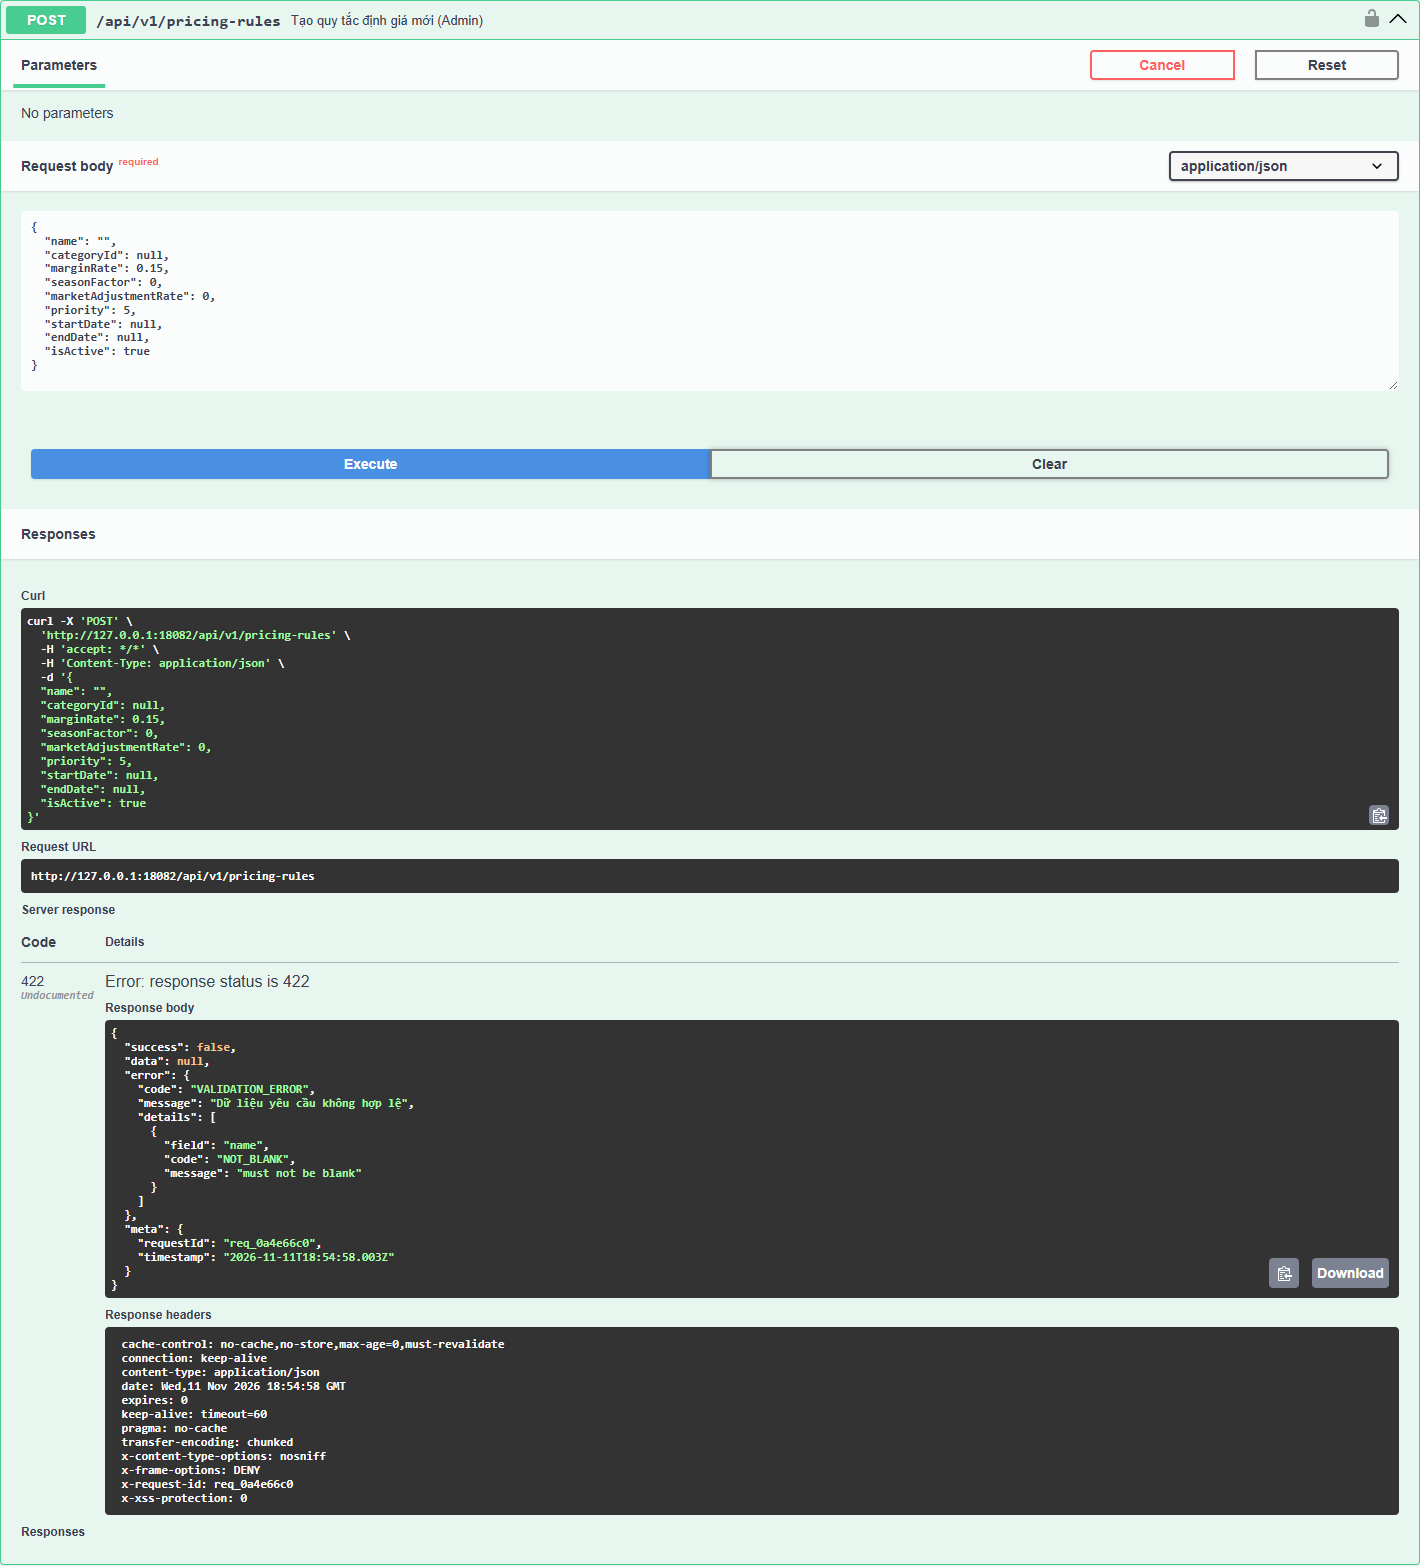 POST /api/v1/pricing-rules Tạo quy tắc định giá mới (Admin)
Parameters
Cancel
Reset
No parameters
Request body required
application/json
{
  "name": "",
  "categoryId": null,
  "marginRate": 0.15,
  "seasonFactor": 0,
  "marketAdjustmentRate": 0,
  "priority": 5,
  "startDate": null,
  "endDate": null,
  "isActive": true
}
Execute
Clear
Responses
Curl
curl -X 'POST' \
  'http://127.0.0.1:18082/api/v1/pricing-rules' \
  -H 'accept: */*' \
  -H 'Content-Type: application/json' \
  -d '{
  "name": "",
  "categoryId": null,
  "marginRate": 0.15,
  "seasonFactor": 0,
  "marketAdjustmentRate": 0,
  "priority": 5,
  "startDate": null,
  "endDate": null,
  "isActive": true
}'
Request URL
http://127.0.0.1:18082/api/v1/pricing-rules
Server response
Code Details
422
Undocumented
Error: response status is 422
Response body
{
  "success": false,
  "data": null,
  "error": {
    "code": "VALIDATION_ERROR",
    "message": "Dữ liệu yêu cầu không hợp lệ",
    "details": [
      {
        "field": "name",
        "code": "NOT_BLANK",
        "message": "must not be blank"
      }
    ]
  },
  "meta": {
    "requestId": "req_0a4e66c0",
    "timestamp": "2026-11-11T18:54:58.003Z"
  }
}
Download
Response headers
cache-control: no-cache,no-store,max-age=0,must-revalidate
connection: keep-alive
content-type: application/json
date: Wed,11 Nov 2026 18:54:58 GMT
expires: 0
keep-alive: timeout=60
pragma: no-cache
transfer-encoding: chunked
x-content-type-options: nosniff
x-frame-options: DENY
x-request-id: req_0a4e66c0
x-xss-protection: 0
Responses